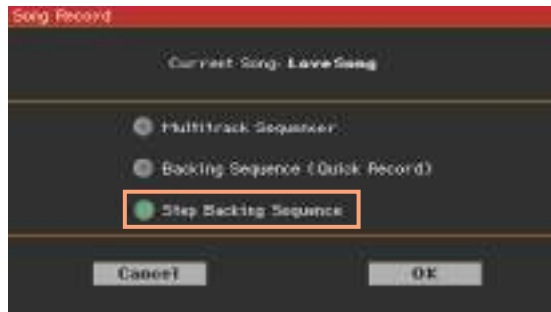 Song Record
Current Song: LoveSong
Multitrack Sequencer
Backing Sequence (Quick Record)
Step Backing Sequence
Cancel OK